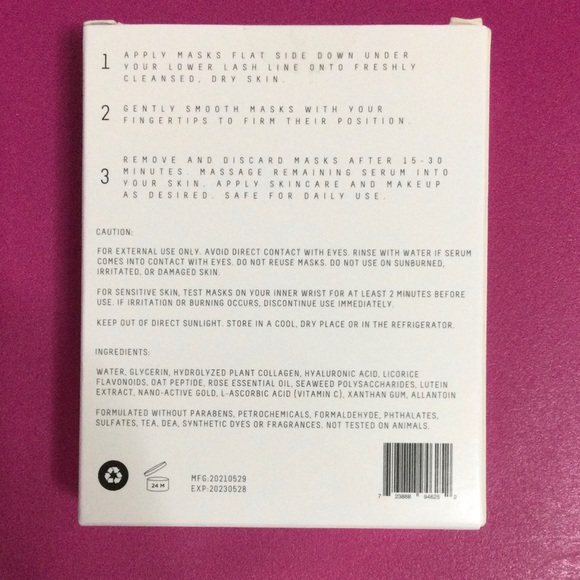 1 APPLY MASKS FLAT SIDE DOWN UNDER
YOUR LOWER LASH LINE ONTO FRESHLY
CLEANSED, DRY SKIN.
2 GENTLY SMOOTH MASKS WITH YOUR
FINGERTIPS TO FIRM THEIR POSITION.
3 REMOVE AND DISCARD MASKS AFTER 15-30
MINUTES. MASSAGE REMAINING SERUM INTO
YOUR SKIN. APPLY SKINCARE AND MAKEUP
AS DESIRED. SAFE FOR DAILY USE.
CAUTION:
FOR EXTERNAL USE ONLY. AVOID DIRECT CONTACT WITH EYES. RINSE WITH WATER IF SERUM
COMES INTO CONTACT WITH EYES. DO NOT REUSE MASKS. DO NOT USE ON SUNBURNED,
IRRITATED, OR DAMAGED SKIN.
FOR SENSITIVE SKIN, TEST MASKS ON YOUR INNER WRIST FOR AT LEAST 2 MINUTES BEFORE
USE. IF IRRITATION OR BURNING OCCURS, DISCONTINUE USE IMMEDIATELY.
KEEP OUT OF DIRECT SUNLIGHT. STORE IN A COOL, DRY PLACE OR IN THE REFRIGERATOR.
INGREDIENTS:
WATER, GLYCERIN, HYDROLYZED PLANT COLLAGEN, HYALURONIC ACID, LICORICE
FLAVONOIDS, OAT PEPTIDE, ROSE ESSENTIAL OIL, SEAWEED POLYSACCHARIDES, LUTEIN
EXTRACT, NANO-ACTIVE GOLD, L-ASCORBIC ACID (VITAMIN C), XANTHAN GUM, ALLANTOIN
FORMULATED WITHOUT PARABENS, PETROCHEMICALS, FORMALDEHYDE, PHTHALATES,
SULFATES, TEA, DEA, SYNTHETIC DYES OR FRAGRANCES. NOT TESTED ON ANIMALS.
24 M
MFG:20210529
EXP:20230528
7 23888 94625 2